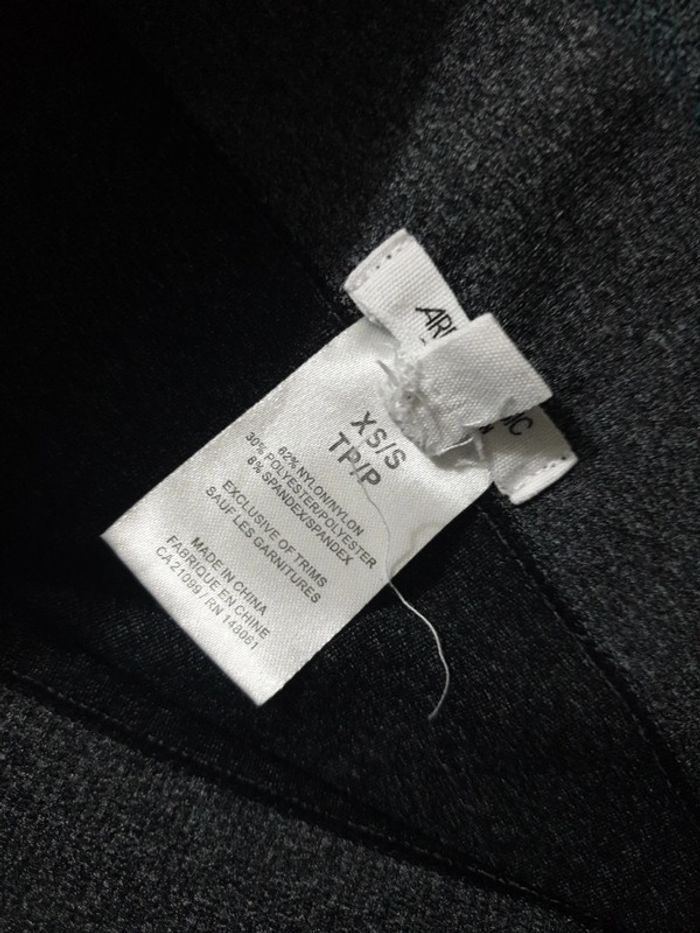 XS/S
TP/P
62% NYLON/NYLON
30% POLYESTER/POLYESTER
8% SPANDEX/SPANDEX
EXCLUSIVE OF TRIMS
SAUF LES GARNITURES
MADE IN CHINA
FABRIQUE EN CHINE
CA 21099 / RN 148081